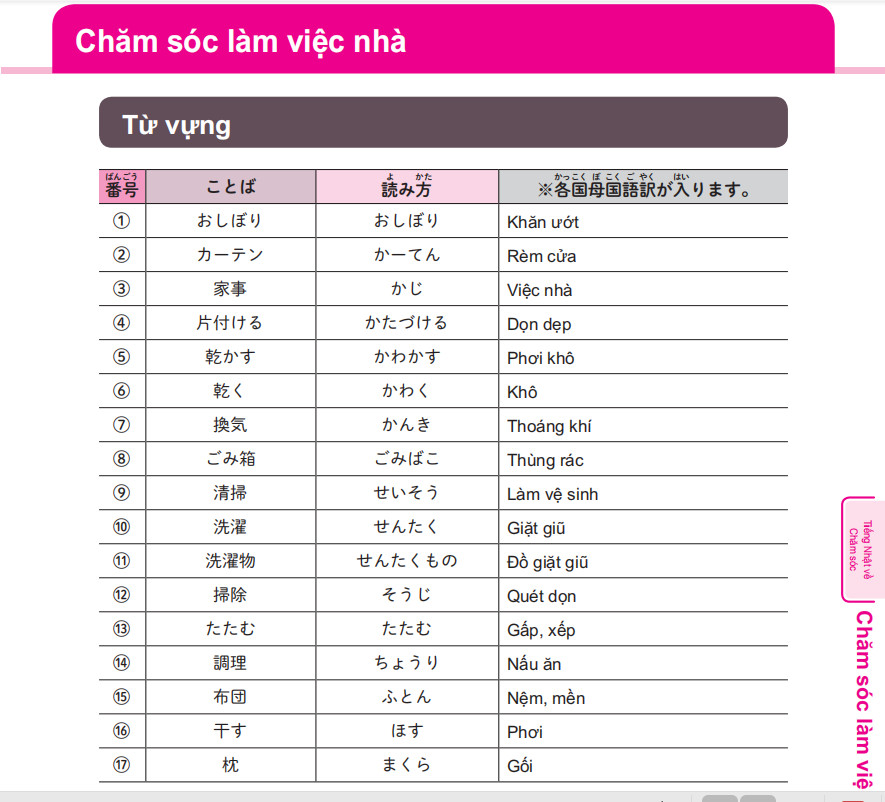 Chăm sóc làm việc nhà
Từ vựng
番号 ことば 読み方 ※各国母国語訳が入ります。
① おしぼり おしぼり Khăn ướt
② カーテン かーてん Rèm cửa
③ 家事 かじ Việc nhà
④ 片付ける かたづける Dọn dẹp
⑤ 乾かす かわかす Phơi khô
⑥ 乾く かわく Khô
⑦ 換気 かんき Thoáng khí
⑧ ごみ箱 ごみばこ Thùng rác
⑨ 清掃 せいそう Làm vệ sinh
⑩ 洗濯 せんたく Giặt giũ
⑪ 洗濯物 せんたくもの Đồ giặt giũ
⑫ 掃除 そうじ Quét dọn
⑬ たたむ たたむ Gấp, xếp
⑭ 調理 ちょうり Nấu ăn
⑮ 布団 ふとん Nệm, mền
⑯ 干す ほす Phơi
⑰ 枕 まくら Gối
Tiếng Nhật về
Chăm sóc
Chăm sóc làm việ